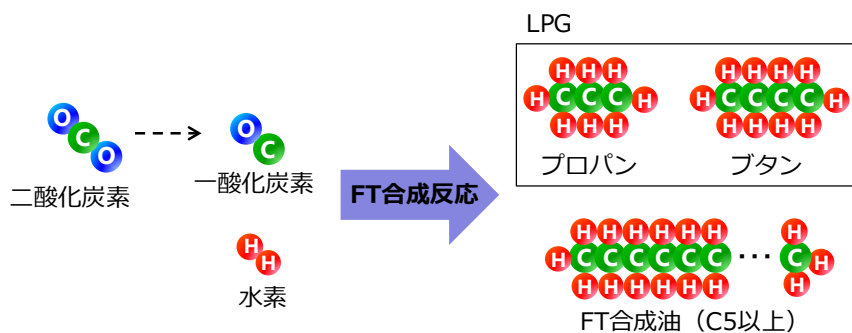 LPG
H H H
H C C C H
H H H
プロパン
H H H H
H C C C C H
H H H H
ブタン
O C O
二酸化炭素
O C
一酸化炭素
H H
水素
FT合成反応
H H H H H H
H C C C C C C ··· C H
H H H H H H
H
H
FT合成油（C5以上）